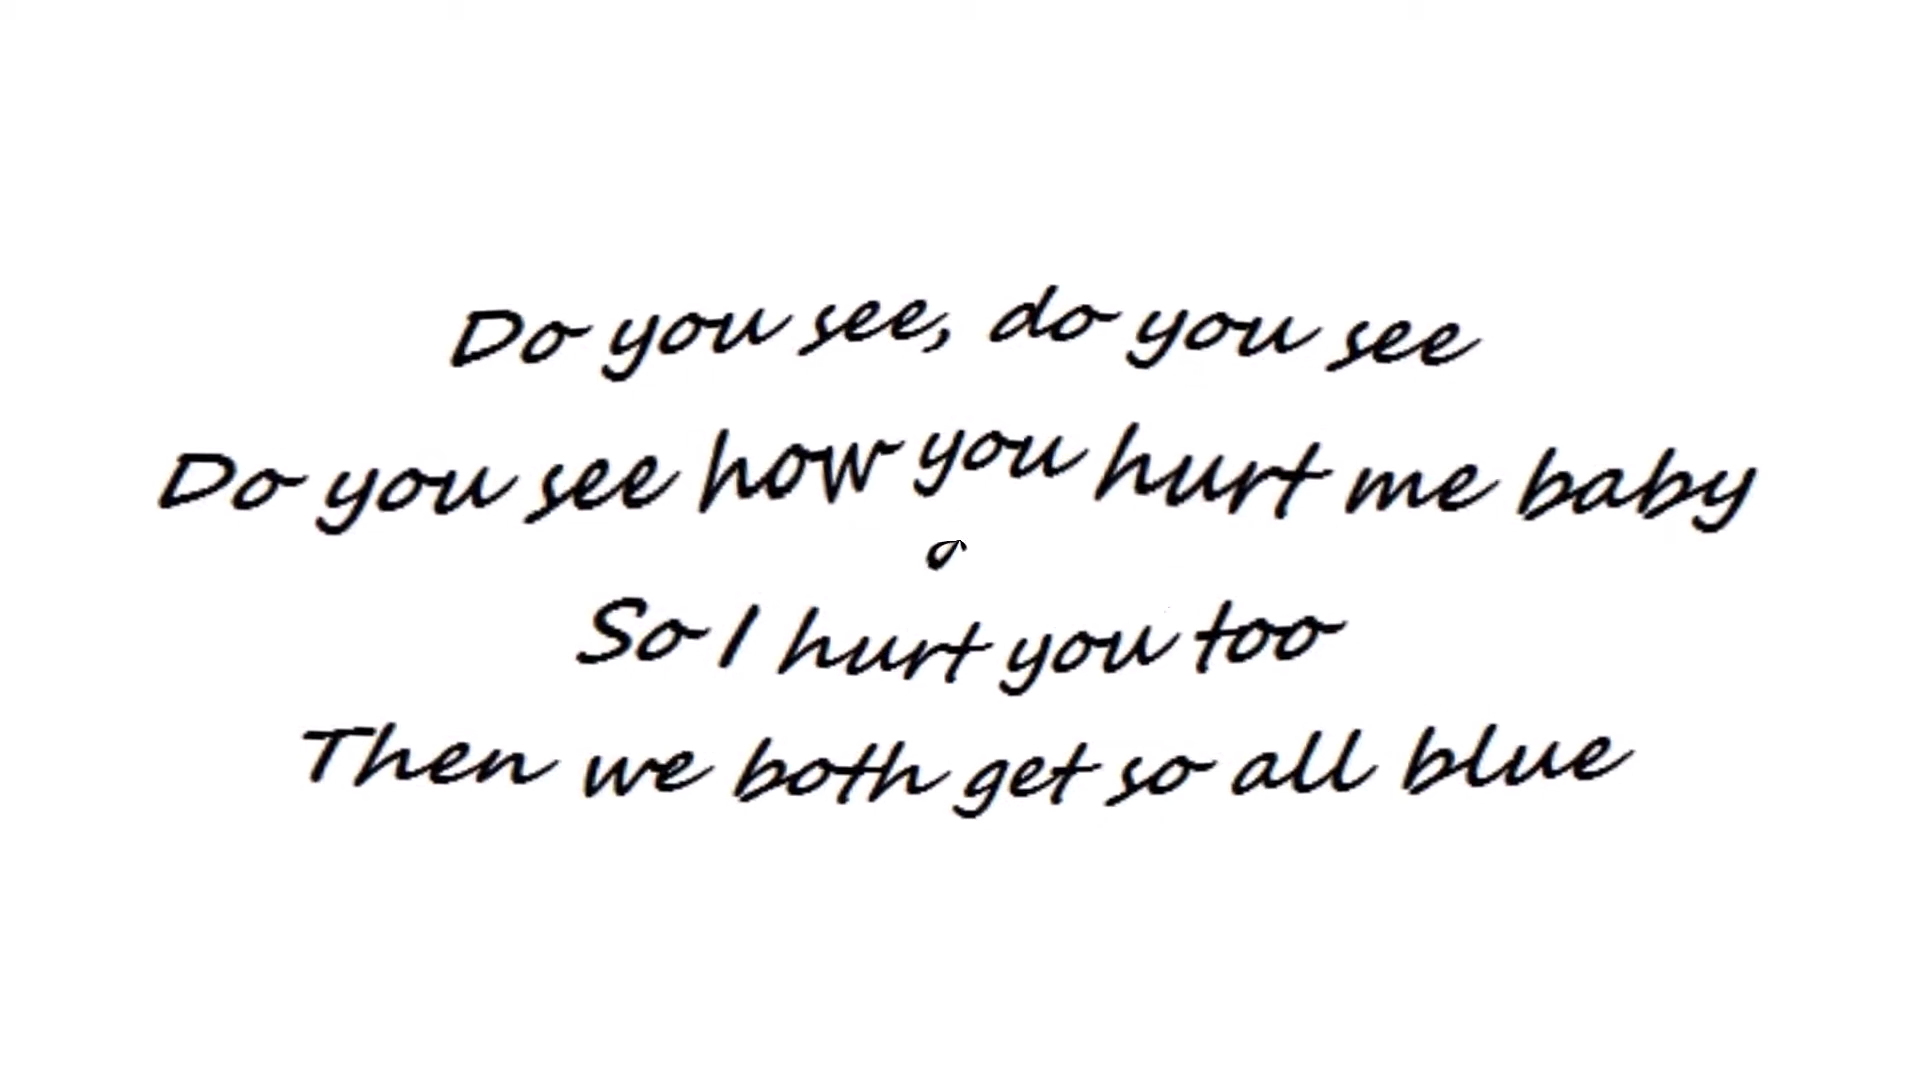 Do you see, do you see
Do you see how you hurt me baby
So I hurt you too
Then we both get so all blue